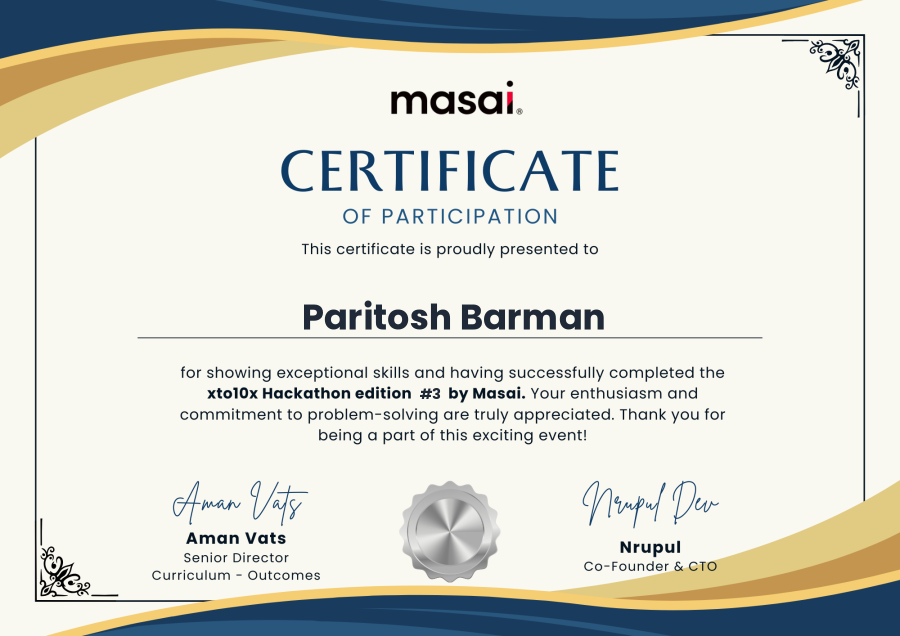 masai®
CERTIFICATE
OF PARTICIPATION
This certificate is proudly presented to
Paritosh Barman
for showing exceptional skills and having successfully completed the
xto10x Hackathon edition #3 by Masai. Your enthusiasm and
commitment to problem-solving are truly appreciated. Thank you for
being a part of this exciting event!
Aman Vats
Aman Vats
Senior Director
Curriculum - Outcomes
Nrupul Dev
Nrupul
Co-Founder & CTO